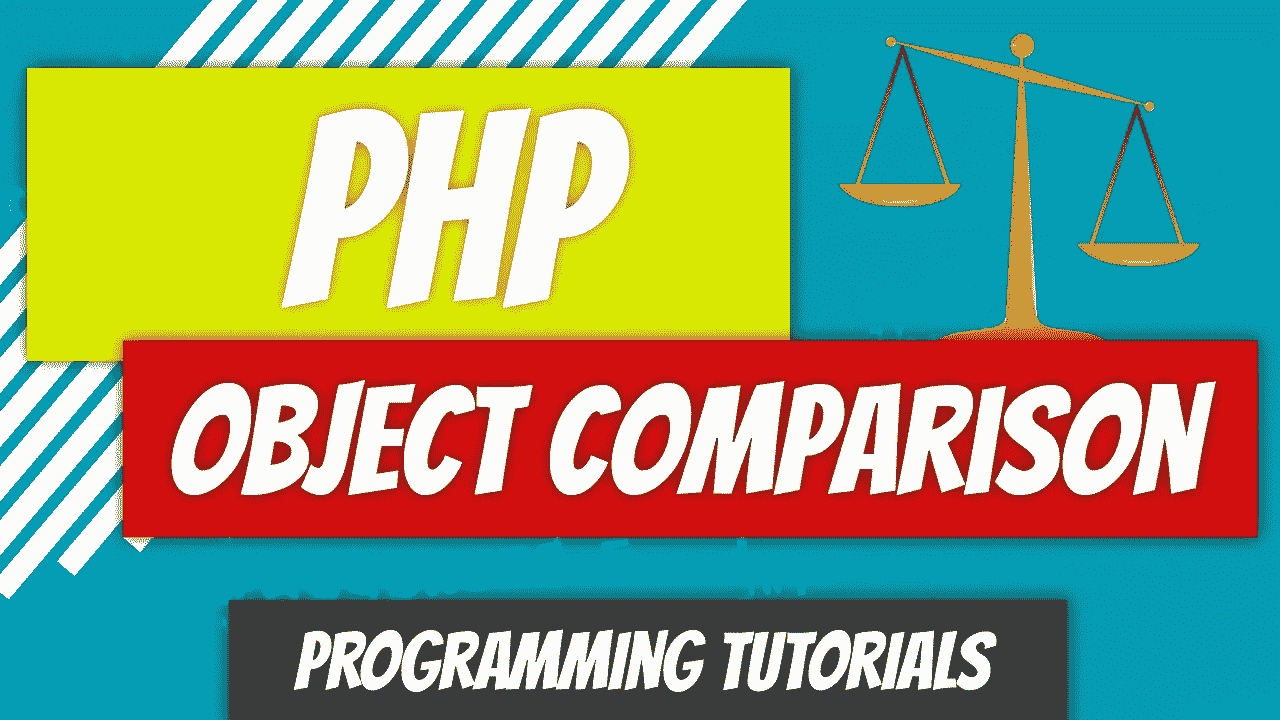 PHP
OBJECT COMPARISON
PROGRAMMING TUTORIALS